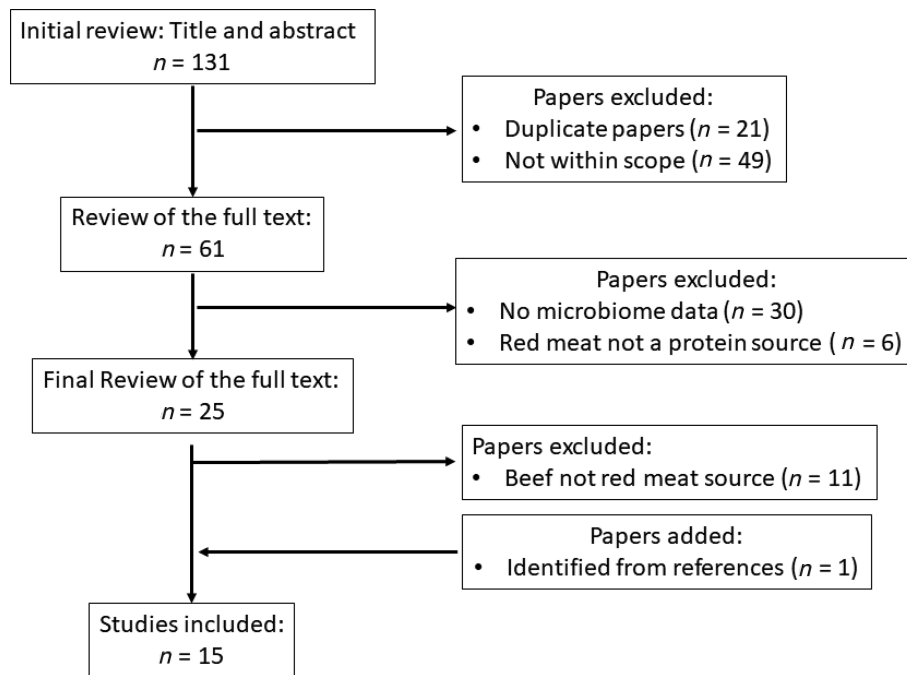 Initial review: Title and abstract
n = 131
Papers excluded:
• Duplicate papers (n = 21)
• Not within scope (n = 49)
Review of the full text:
n = 61
Papers excluded:
• No microbiome data (n = 30)
• Red meat not a protein source ( n = 6)
Final Review of the full text:
n = 25
Papers excluded:
• Beef not red meat source (n = 11)
Papers added:
• Identified from references (n = 1)
Studies included:
n = 15